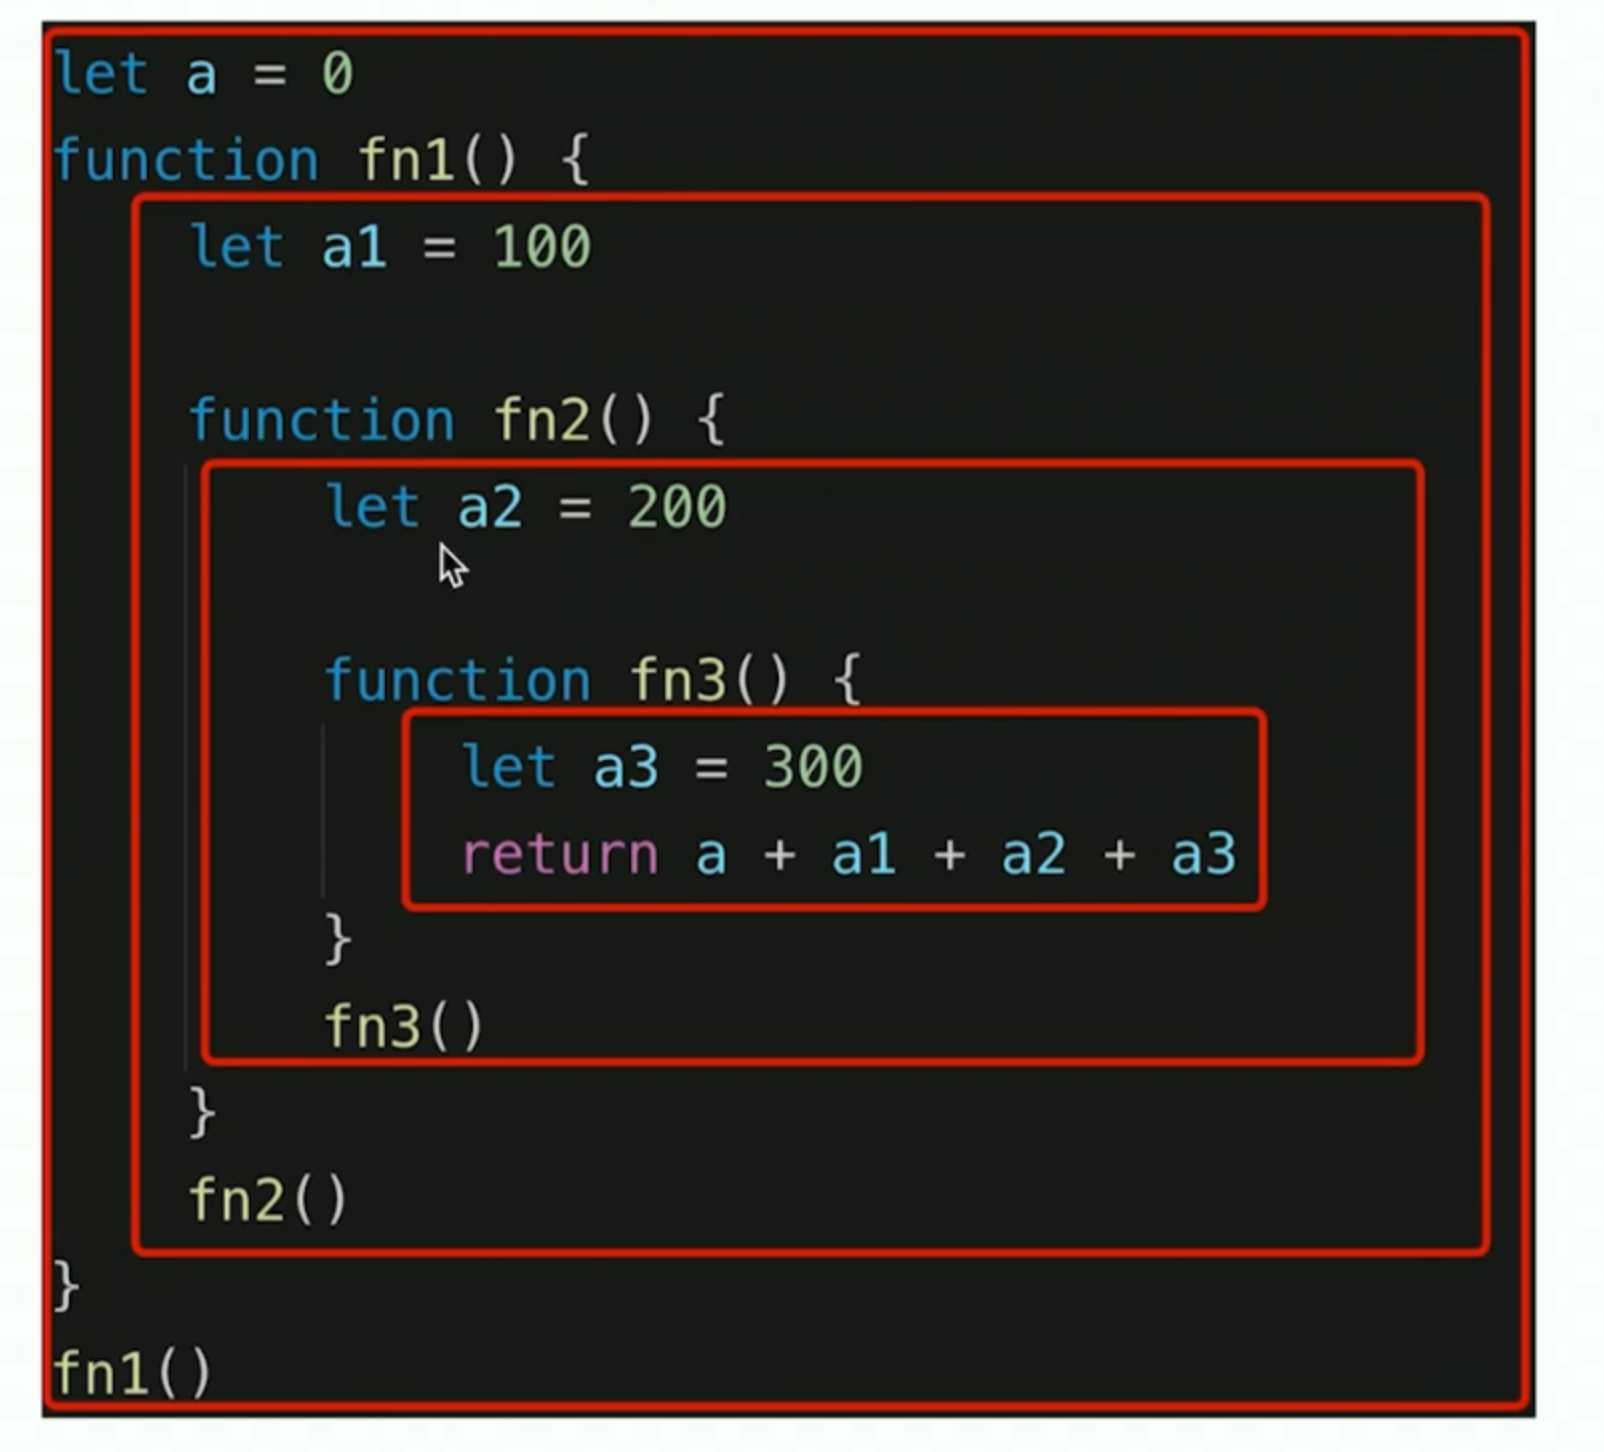 let a = 0
function fn1() {
let a1 = 100
function fn2() {
let a2 = 200
function fn3() {
let a3 = 300
return a + a1 + a2 + a3
}
fn3()
}
fn2()
}
fn1()